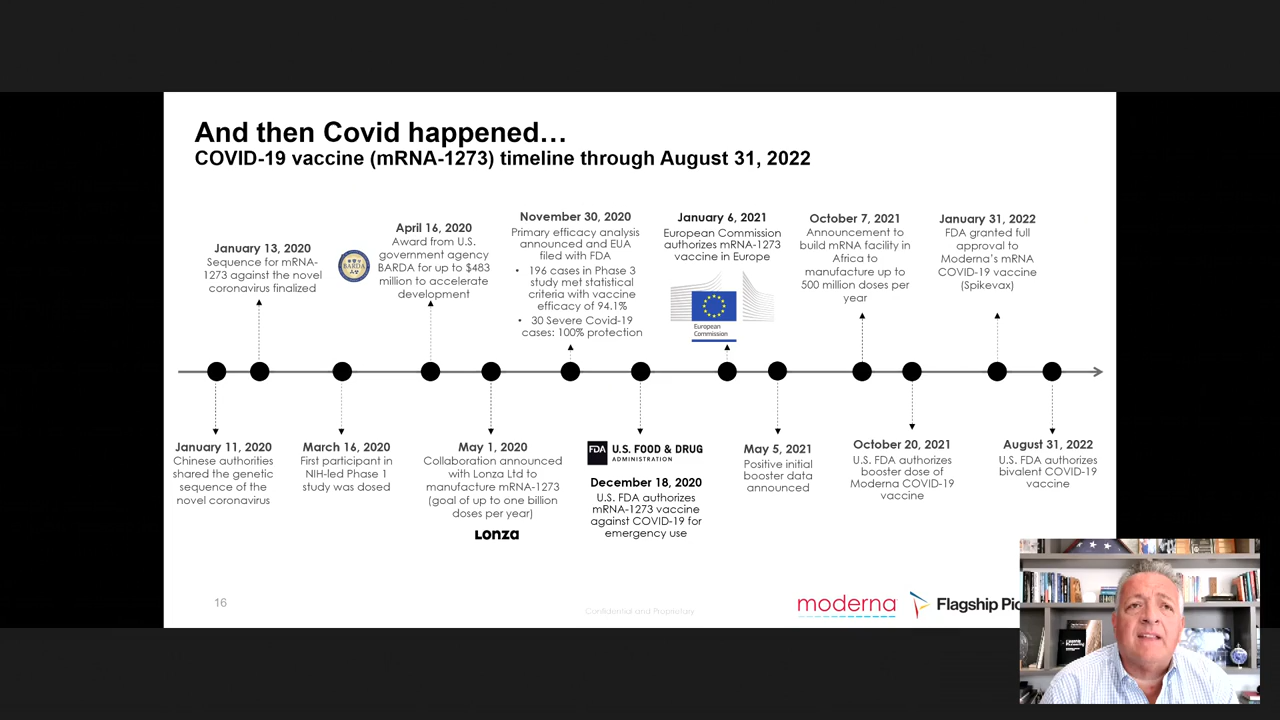 And then Covid happened…
COVID-19 vaccine (mRNA-1273) timeline through August 31, 2022
January 13, 2020
Sequence for mRNA-
1273 against the novel
coronavirus finalized
BARDA
April 16, 2020
Award from U.S.
government agency
BARDA for up to $483
million to accelerate
development
November 30, 2020
Primary efficacy analysis
announced and EUA
filed with FDA
• 196 cases in Phase 3
study met statistical
criteria with vaccine
efficacy of 94.1%
• 30 Severe Covid-19
cases: 100% protection
January 6, 2021
European Commission
authorizes mRNA-1273
vaccine in Europe
European
Commission
October 7, 2021
Announcement to
build mRNA facility in
Africa to
manufacture up to
500 million doses per
year
January 31, 2022
FDA granted full
approval to
Moderna's mRNA
COVID-19 vaccine
(Spikevax)
January 11, 2020
Chinese authorities
shared the genetic
sequence of the
novel coronavirus
March 16, 2020
First participant in
NIH-led Phase 1
study was dosed
May 1, 2020
Collaboration announced
with Lonza Ltd to
manufacture mRNA-1273
(goal of up to one billion
doses per year)
Lonza
FDA U.S. FOOD & DRUG
ADMINISTRATION
December 18, 2020
U.S. FDA authorizes
mRNA-1273 vaccine
against COVID-19 for
emergency use
May 5, 2021
Positive initial
booster data
announced
October 20, 2021
U.S. FDA authorizes
booster dose of
Moderna COVID-19
vaccine
August 31, 2022
U.S. FDA authorizes
bivalent COVID-19
vaccine
16
Confidential and Proprietary
moderna
Flagship Pio